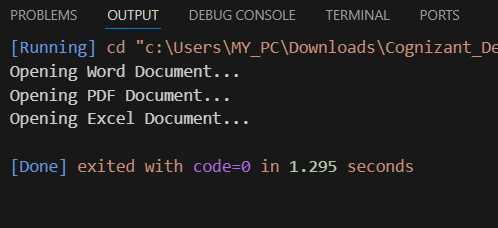 PROBLEMS OUTPUT DEBUG CONSOLE TERMINAL PORTS
[Running] cd "c:\Users\MY_PC\Downloads\Cognizant_De
Opening Word Document...
Opening PDF Document...
Opening Excel Document...
[Done] exited with code=0 in 1.295 seconds